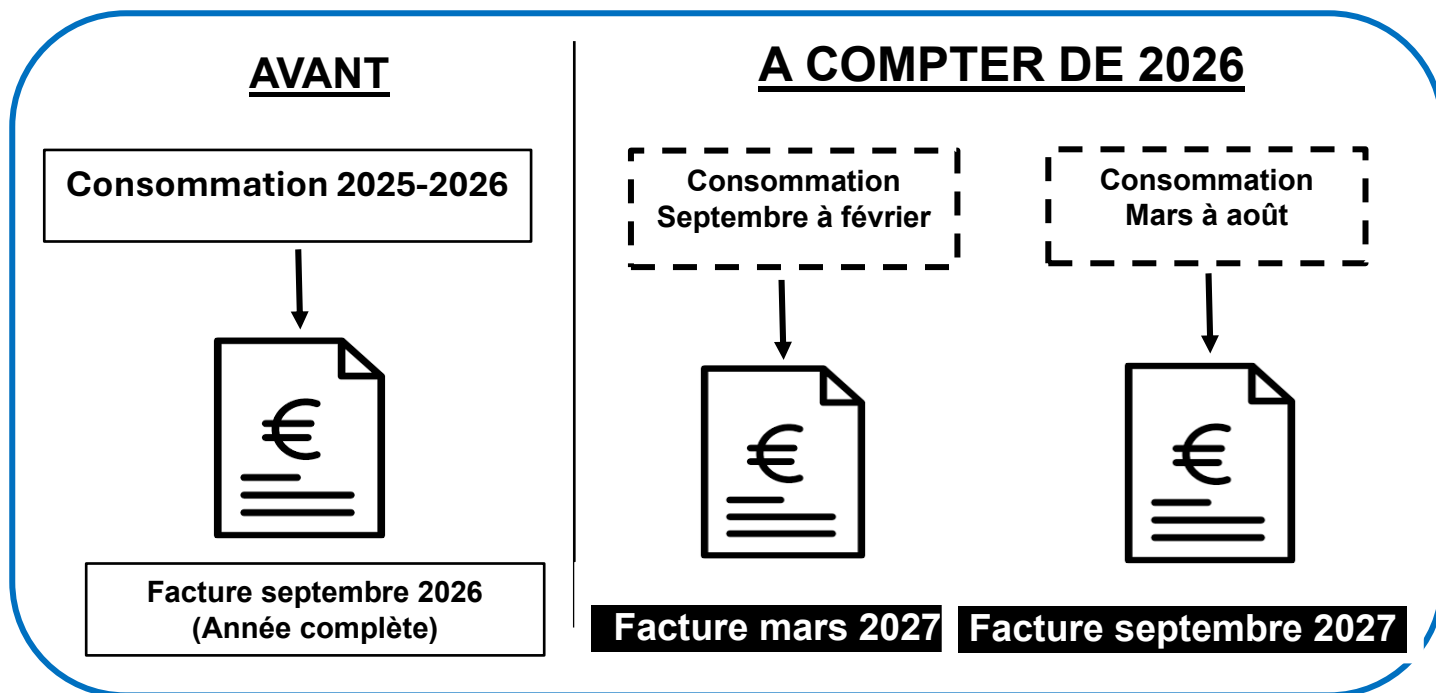 AVANT
Consommation 2025-2026
€
Facture septembre 2026
(Année complète)
A COMPTER DE 2026
Consommation
Septembre à février
€
Facture mars 2027
Consommation
Mars à août
€
Facture septembre 2027